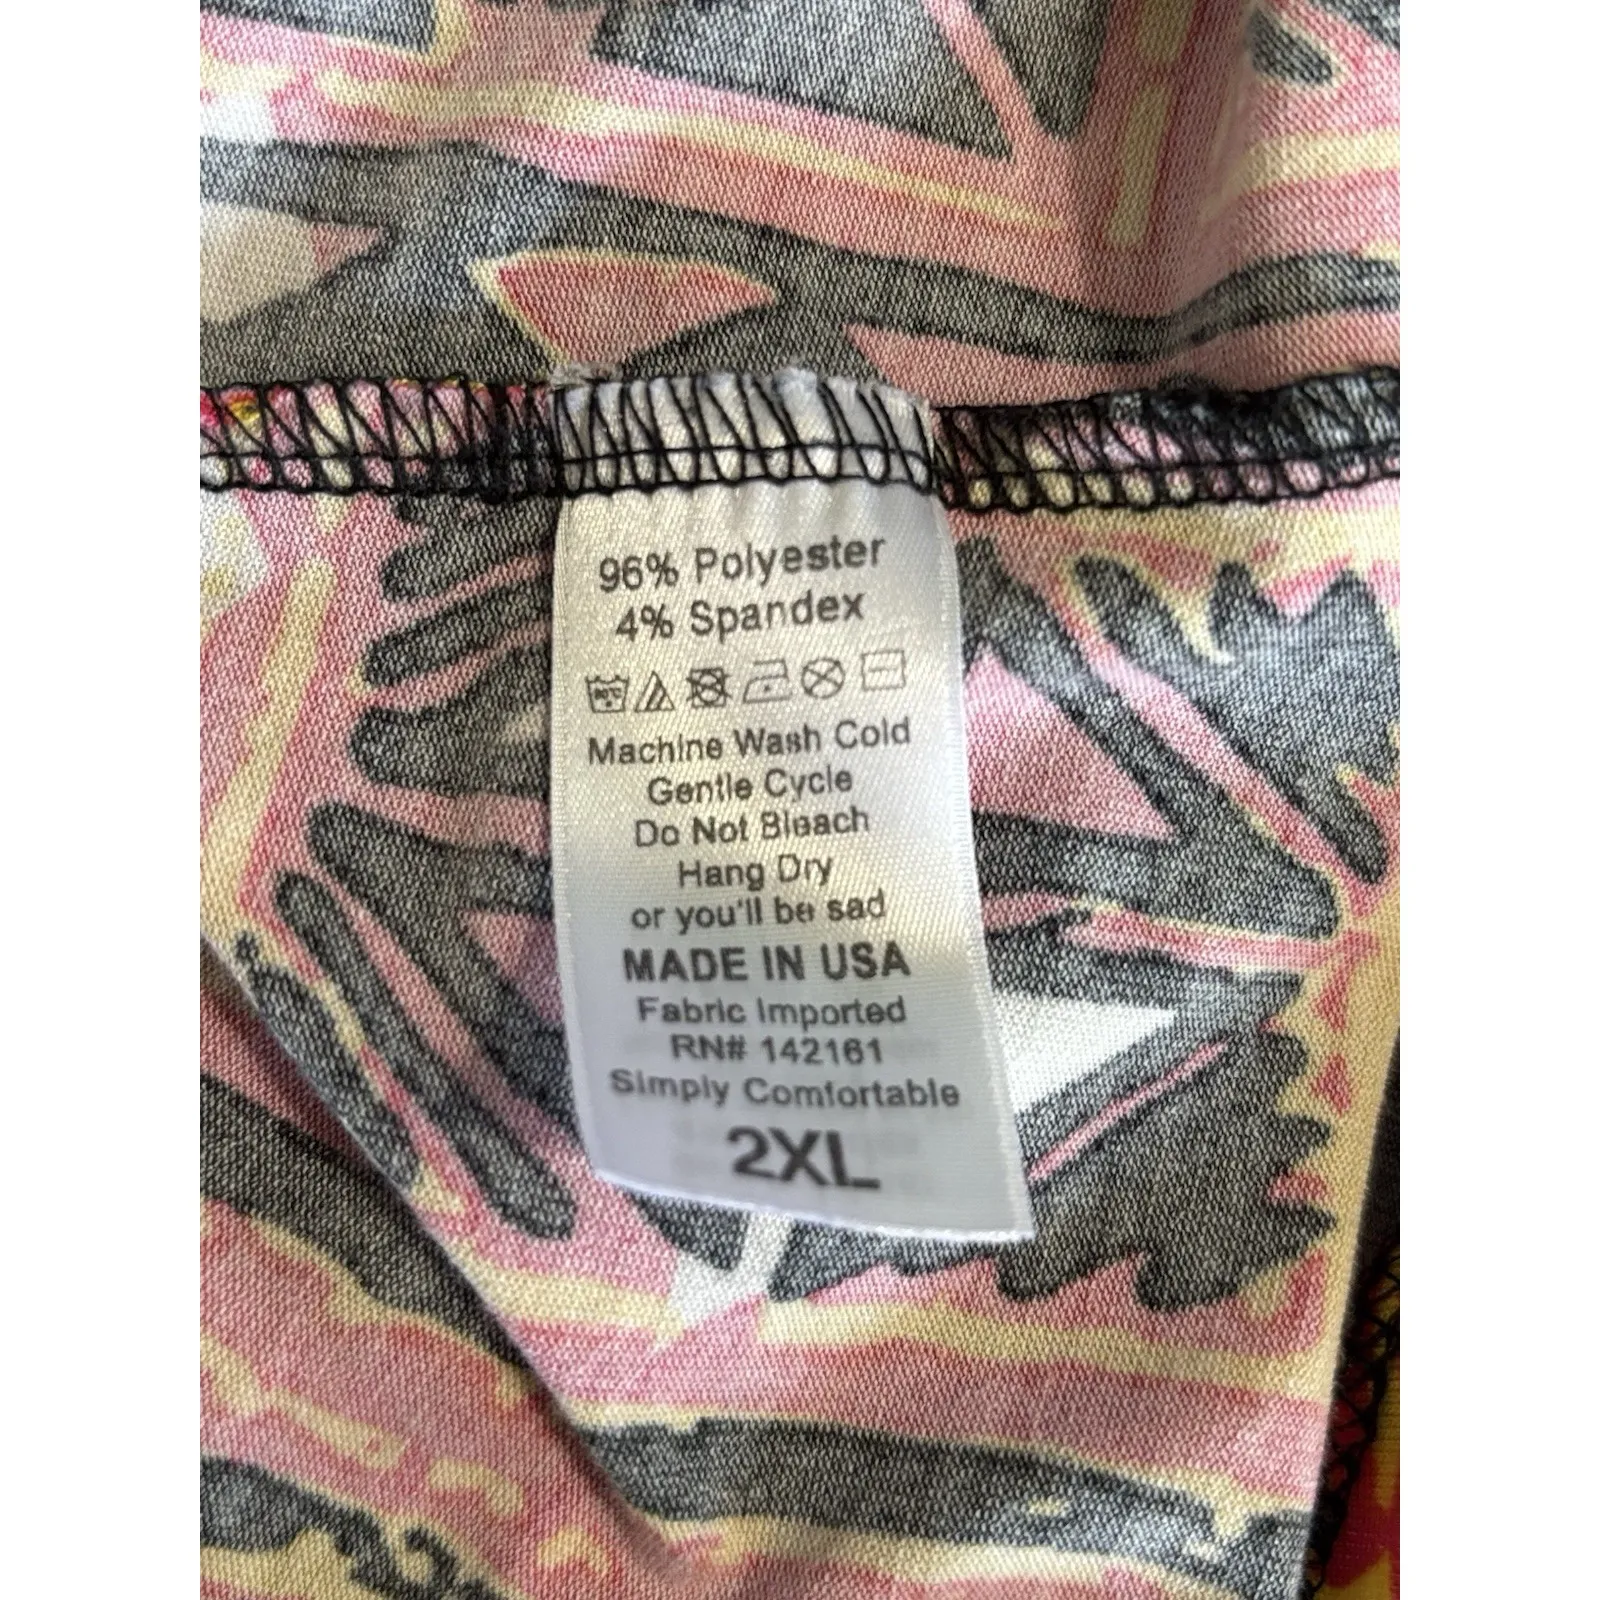 96% Polyester
4% Spandex
Machine Wash Cold
Gentle Cycle
Do Not Bleach
Hang Dry
or you'll be sad
MADE IN USA
Fabric Imported
RN# 142161
Simply Comfortable
2XL